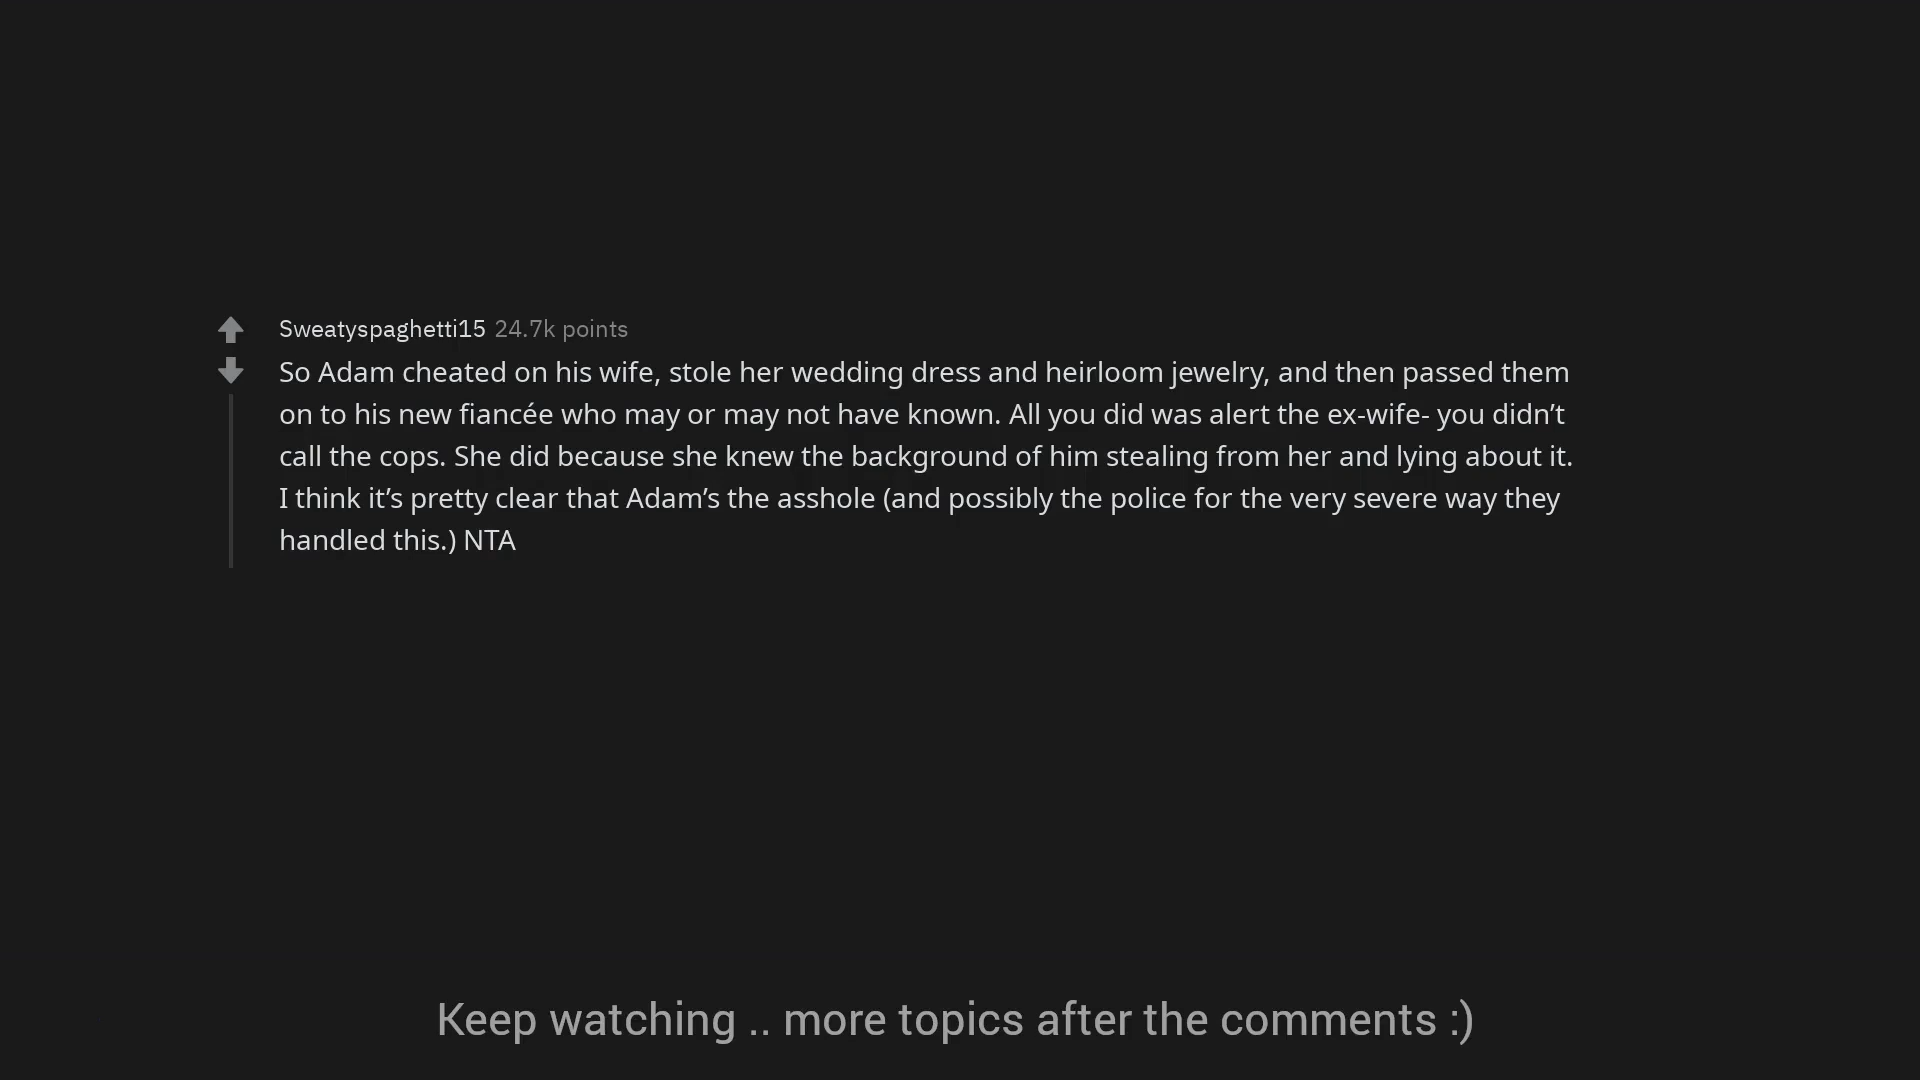 Sweatyspaghetti15 24.7k points
So Adam cheated on his wife, stole her wedding dress and heirloom jewelry, and then passed them
on to his new fiancée who may or may not have known. All you did was alert the ex-wife- you didn’t
call the cops. She did because she knew the background of him stealing from her and lying about it.
I think it’s pretty clear that Adam’s the asshole (and possibly the police for the very severe way they
handled this.) NTA
Keep watching .. more topics after the comments :)